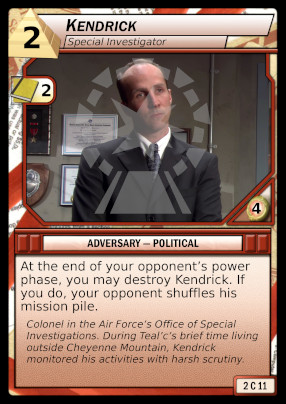 2
KENDRICK
Special Investigator
2
4
ADVERSARY — POLITICAL
At the end of your opponent's power
phase, you may destroy Kendrick. If
you do, your opponent shuffles his
mission pile.
Colonel in the Air Force's Office of Special
Investigations. During Teal'c's brief time living
outside Cheyenne Mountain, Kendrick
monitored his activities with harsh scrutiny.
2 C 11